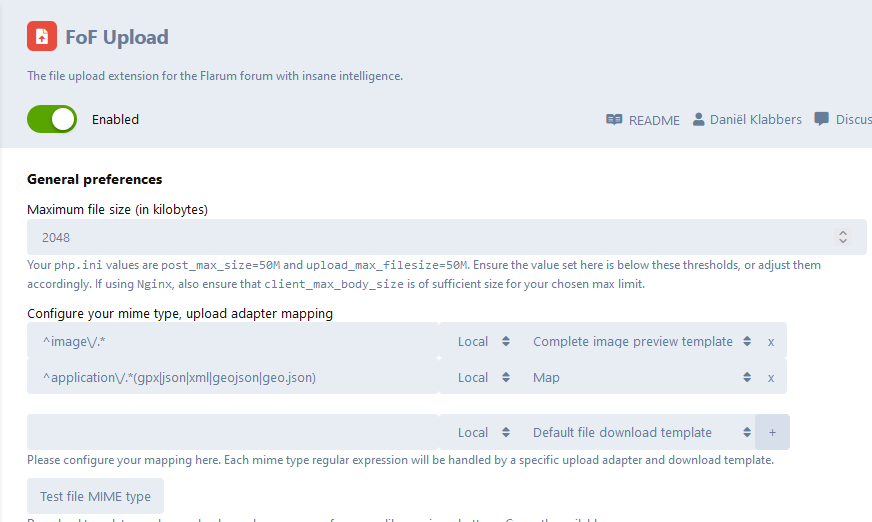 FoF Upload
The file upload extension for the Flarum forum with insane intelligence.
Enabled
README Daniël Klabbers Discus
General preferences
Maximum file size (in kilobytes)
2048
Your php.ini values are post_max_size=50M and upload_max_filesize=50M. Ensure the value set here is below these thresholds, or adjust them
accordingly. If using Nginx, also ensure that client_max_body_size is of sufficient size for your chosen max limit.
Configure your mime type, upload adapter mapping
^image\/.* Local Complete image preview template x
^application\/.*(gpx|json|xml|geojson|geo.json) Local Map x
Local Default file download template +
Please configure your mapping here. Each mime type regular expression will be handled by a specific upload adapter and download template.
Test file MIME type